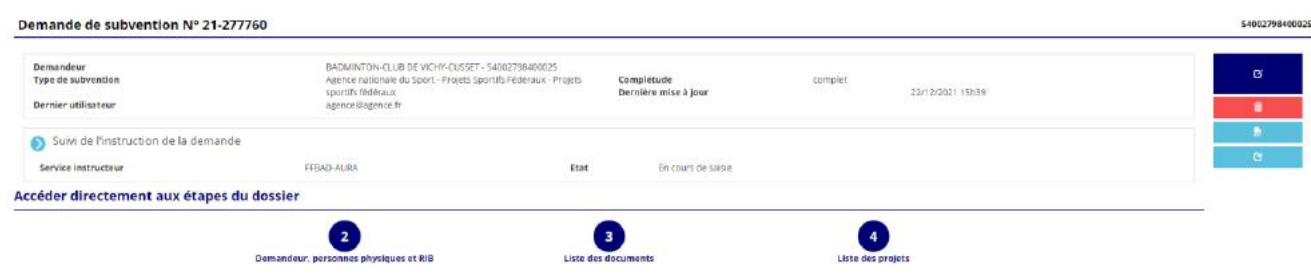 Demande de subvention N° 21-277760
54002798400025
Demandeur
BADMINTON-CLUB DE VICHY-CUSSET - 54002798400025
Type de subvention
Agence nationale du Sport - Projets Sportifs Fédéraux - Projets
sportifs fédéraux
Complétude
complet
Dernière mise à jour
22/12/2021 15h39
Dernier utilisateur
agence@agence.fr
Suivi de l'instruction de la demande
Service instructeur
FFBAD-AURA
Etat
En cours de saisie
Accéder directement aux étapes du dossier
2
3
4
Demandeur, personnes physiques et RIB
Liste des documents
Liste des projets